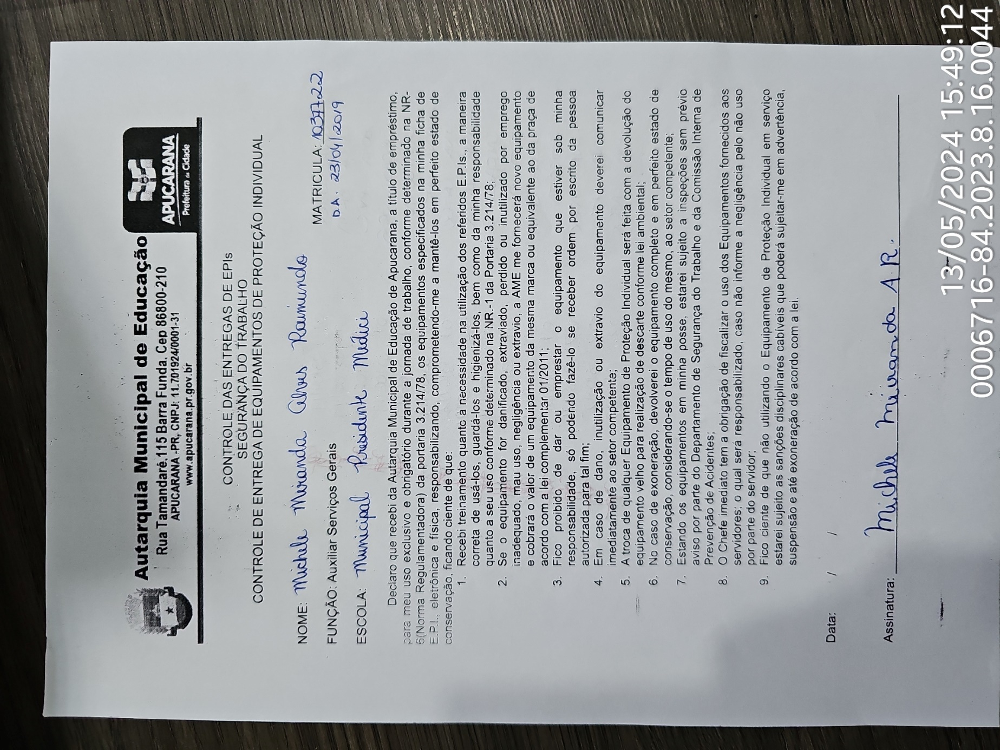 Autarquia Municipal de Educação
Rua Tamandaré,115 Barra Funda, Cep 86800-210
APUCARANA -PR, CNPJ: 11.701924/0001-31
www.apucarana.pr.gov.br
APUCARANA
Prefeitura da Cidade
CONTROLE DAS ENTREGAS DE EPIs
SEGURANÇA DO TRABALHO
CONTROLE DE ENTREGA DE EQUIPAMENTOS DE PROTEÇÃO INDIVIDUAL
NOME: Michele Miranda Alves Raimundo MATRICULA: 1037722
FUNÇÃO: Auxiliar Serviços Gerais D.A. 23/04/2019
ESCOLA: Municipal Presidente Médici
Declaro que recebi da Autarquia Municipal de Educação de Apucarana, a título de empréstimo,
para meu uso exclusivo e obrigatório durante a jornada de trabalho, conforme determinado na NR-
6(Norma Regulamentadora) da portaria 3.214/78, os equipamentos especificados na minha ficha de
E.P.I., eletrônica e física, responsabilizando, comprometendo-me a mantê-los em perfeito estado de
conservação, ficando ciente de que:
1. Recebi treinamento quanto à necessidade na utilização dos referidos E.P.Is., a maneira
correta de usá-los, guardá-los e higienizá-los, bem como da minha responsabilidade
quanto a seu uso conforme determinado na NR.-1 da Portaria 3.214/78;
2. Se o equipamento for danificado, extraviado, perdido ou inutilizado por emprego
inadequado, mau uso, negligência ou extravio, a AME me fornecerá novo equipamento
e cobrará o valor de um equipamento da mesma marca ou equivalente ao da praça de
acordo com a lei complementar 01/2011;
3. Fico proibido de dar ou emprestar o equipamento que estiver sob minha
responsabilidade, só podendo fazê-lo se receber ordem por escrito da pessoa
autorizada para tal fim;
4. Em caso de dano, inutilização ou extravio do equipamento deverei comunicar
imediatamente ao setor competente;
5. A troca de qualquer Equipamento de Proteção Individual será feita com a devolução do
equipamento velho para realização de descarte conforme lei ambiental;
6. No caso de exoneração, devolverei o equipamento completo e em perfeito estado de
conservação, considerando-se o tempo de uso do mesmo, ao setor competente;
7. Estando os equipamentos em minha posse, estarei sujeito a inspeções sem prévio
aviso por parte do Departamento de Segurança do Trabalho e da Comissão Interna de
Prevenção de Acidentes;
8. O Chefe imediato tem a obrigação de fiscalizar o uso dos Equipamentos fornecidos aos
servidores; o qual será responsabilizado, caso não informe a negligência pelo não uso
por parte do servidor;
9. Fico ciente de que não utilizando o Equipamento de Proteção Individual em serviço
estarei sujeito as sanções disciplinares cabíveis que poderá sujeitar-me em advertência,
suspensão e até exoneração de acordo com a lei.
Data: / /
Assinatura: Michele Miranda A. R.
13/05/2024 15:49:12
0006716-84.2023.8.16.0044